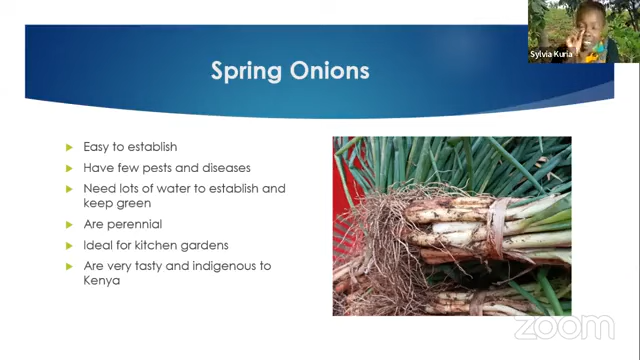 Sylvia Kuria
Spring Onions
Easy to establish
Have few pests and diseases
Need lots of water to establish and
keep green
Are perennial
Ideal for kitchen gardens
Are very tasty and indigenous to
Kenya
zoom